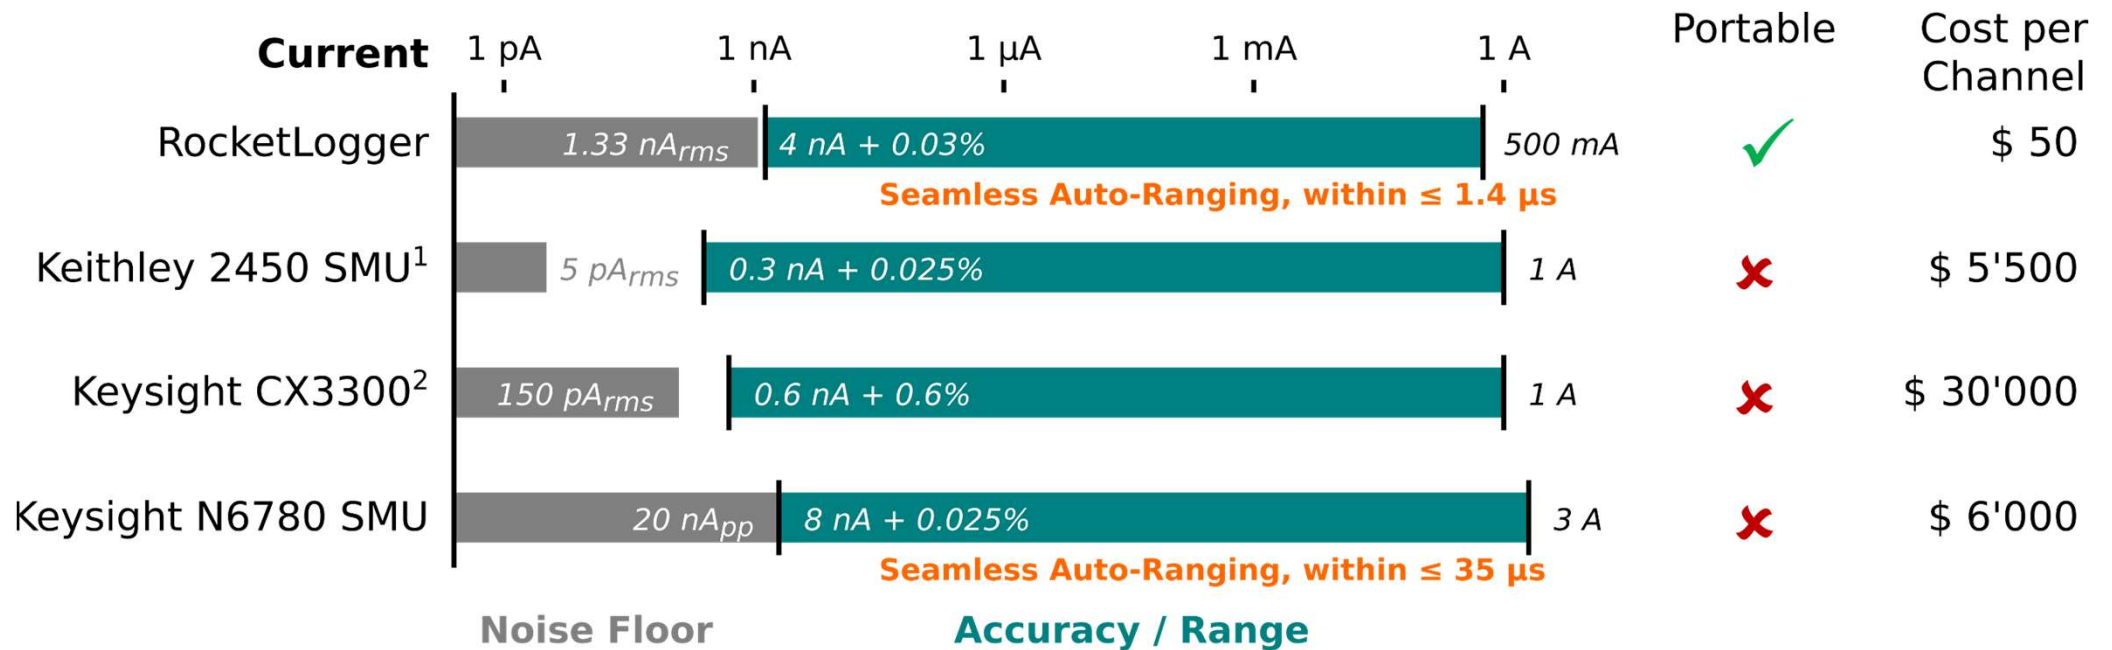 Current 1 pA 1 nA 1 µA 1 mA 1 A Portable Cost per
Channel
RocketLogger 1.33 nArms 4 nA + 0.03% 500 mA $ 50
Seamless Auto-Ranging, within ≤ 1.4 µs
Keithley 2450 SMU1 5 pArms 0.3 nA + 0.025% 1 A $ 5'500
Keysight CX33002 150 pArms 0.6 nA + 0.6% 1 A $ 30'000
Keysight N6780 SMU 20 nApp 8 nA + 0.025% 3 A $ 6'000
Seamless Auto-Ranging, within ≤ 35 µs
Noise Floor Accuracy / Range